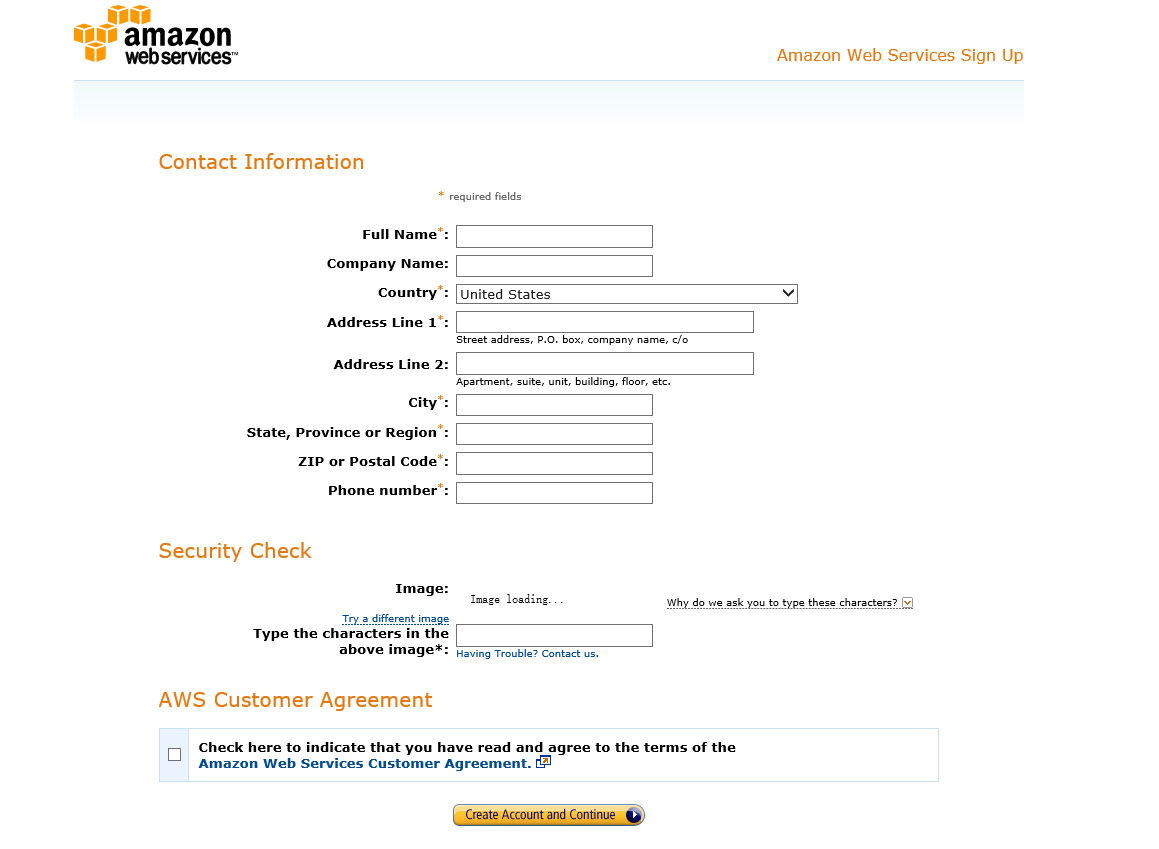 amazon
webservices™
Amazon Web Services Sign Up
Contact Information
* required fields
Full Name*:
Company Name:
Country*: United States
Address Line 1*:
Street address, P.O. box, company name, c/o
Address Line 2:
Apartment, suite, unit, building, floor, etc.
City*:
State, Province or Region*:
ZIP or Postal Code*:
Phone number*:
Security Check
Image:
Image loading...
Why do we ask you to type these characters?
Try a different image
Type the characters in the
above image*:
Having Trouble? Contact us.
AWS Customer Agreement
Check here to indicate that you have read and agree to the terms of the
Amazon Web Services Customer Agreement.
Create Account and Continue